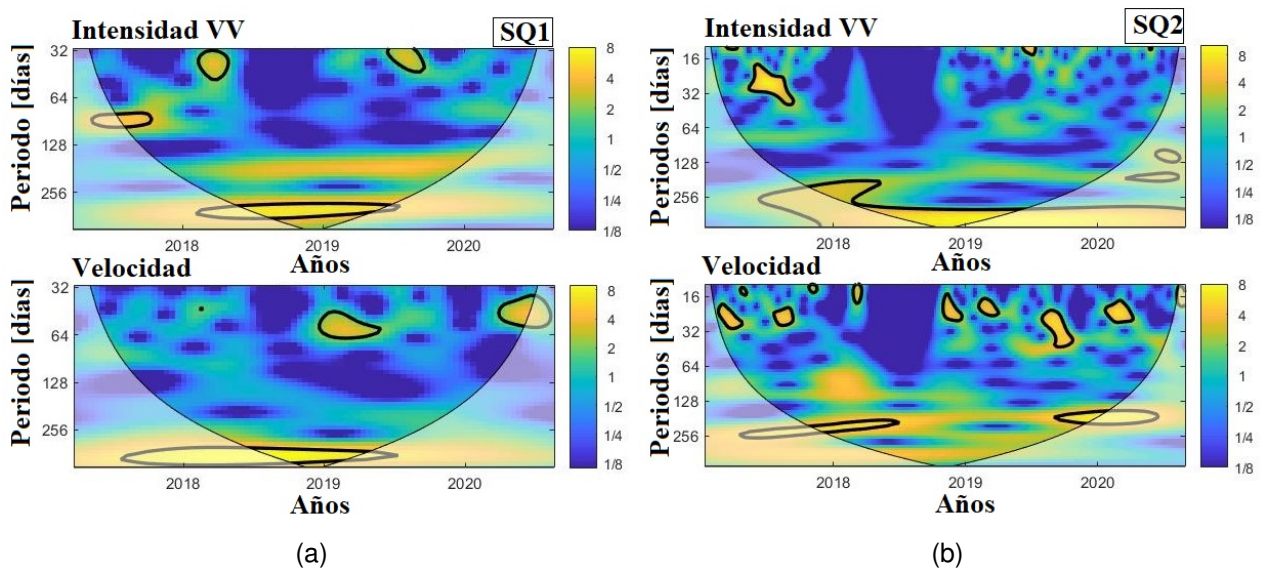 Intensidad VV SQ1
Periodo [días]
32
64
128
256
8
4
2
1
1/2
1/4
1/8
2018 2019 2020
Años
Velocidad
Periodo [días]
32
64
128
256
8
4
2
1
1/2
1/4
1/8
2018 2019 2020
Años
(a)
Intensidad VV SQ2
Periodos [días]
16
32
64
128
256
8
4
2
1
1/2
1/4
1/8
2018 2019 2020
Años
Velocidad
Periodos [días]
16
32
64
128
256
8
4
2
1
1/2
1/4
1/8
2018 2019 2020
Años
(b)